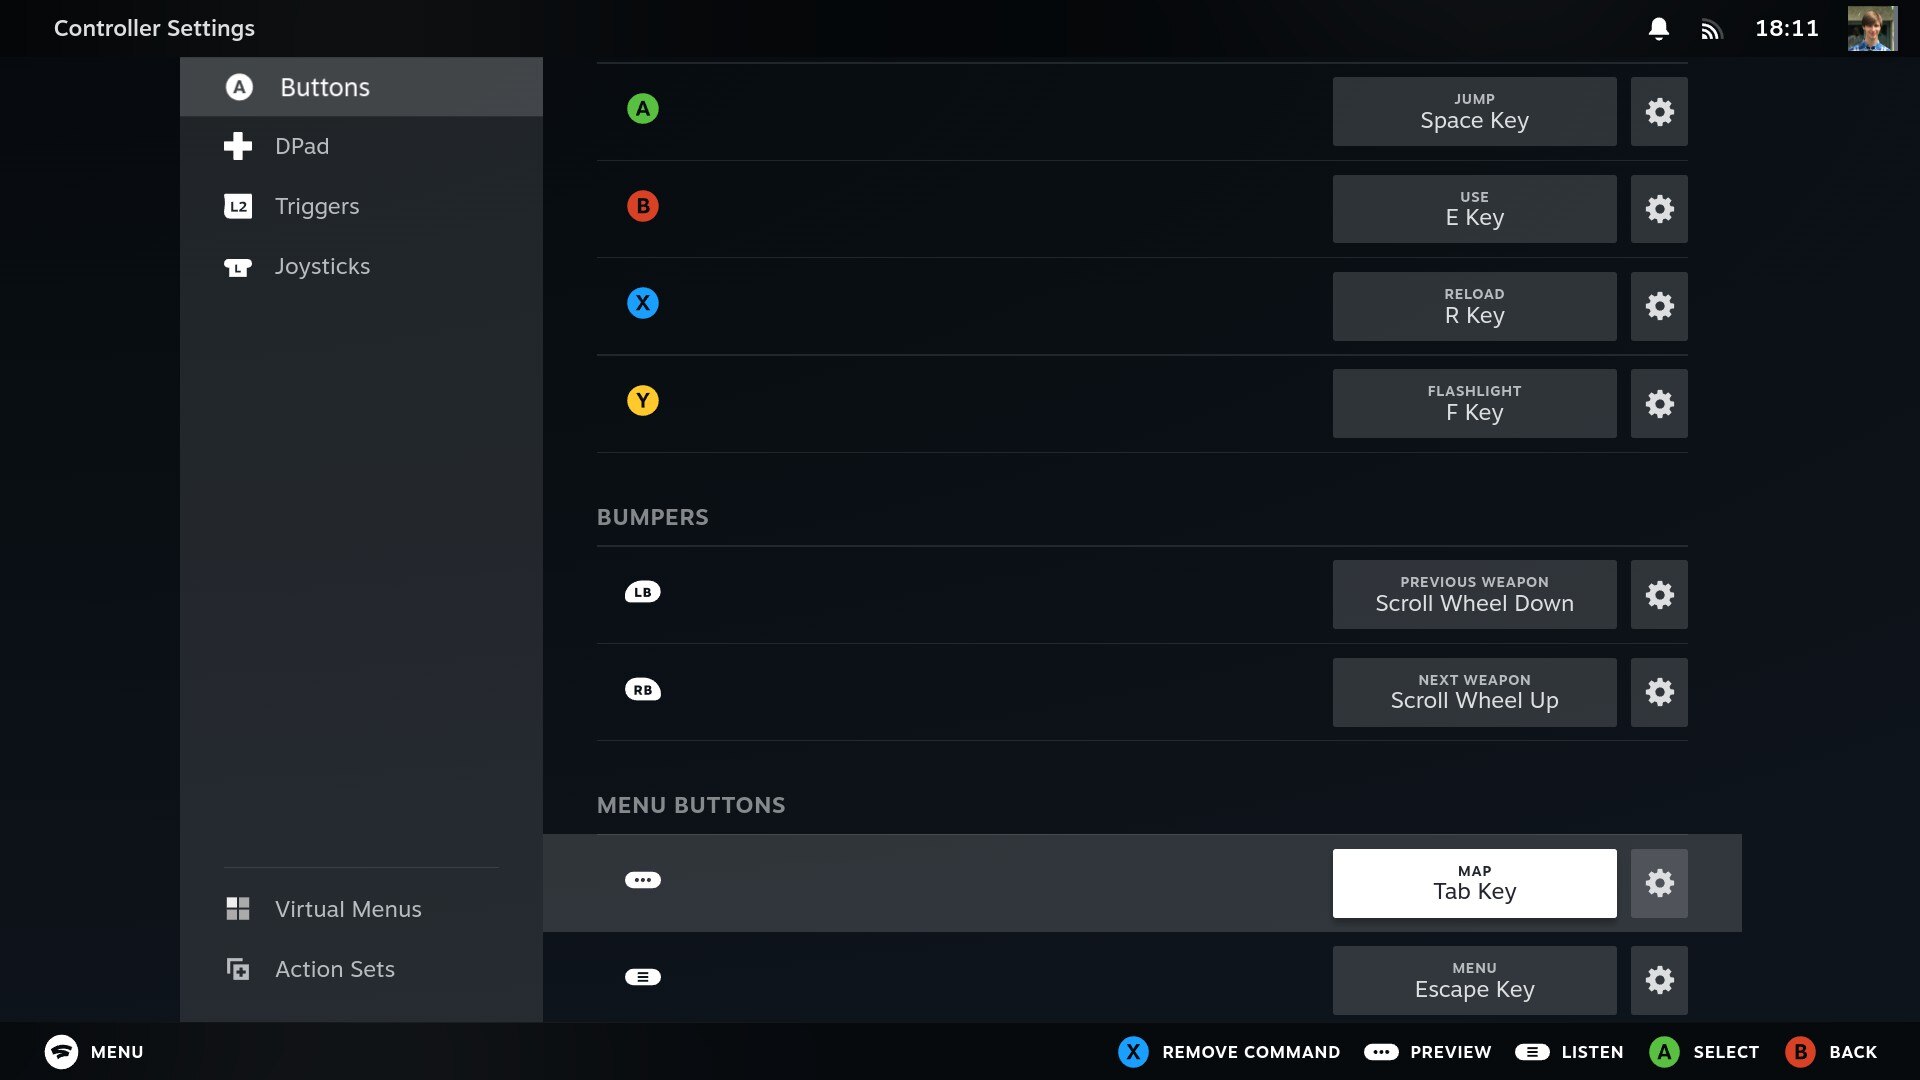 Controller Settings
18:11
A Buttons
DPad
L2 Triggers
L Joysticks
Virtual Menus
Action Sets
A
JUMP
Space Key
B
USE
E Key
X
RELOAD
R Key
Y
FLASHLIGHT
F Key
BUMPERS
LB
PREVIOUS WEAPON
Scroll Wheel Down
RB
NEXT WEAPON
Scroll Wheel Up
MENU BUTTONS
MAP
Tab Key
MENU
Escape Key
MENU
X REMOVE COMMAND
PREVIEW
LISTEN
A SELECT
B BACK